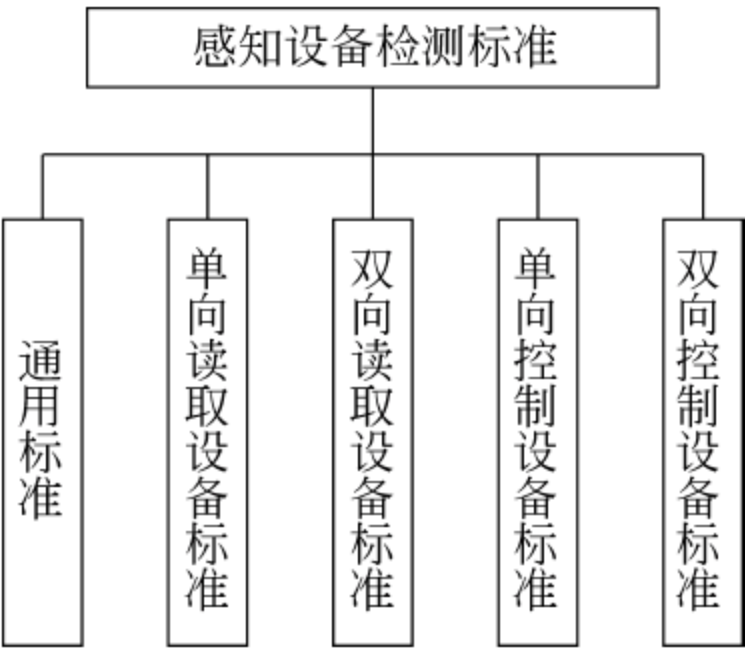 感知设备检测标准
通用标准
单向读取设备标准
双向读取设备标准
单向控制设备标准
双向控制设备标准